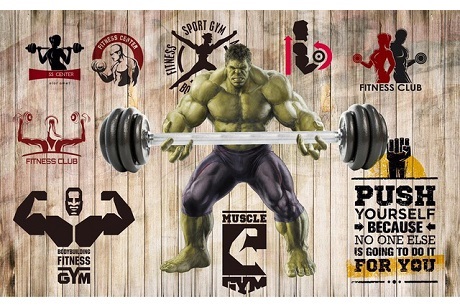 SS CENTER
FITNESS CENTER
FITNESS
SPORT GYM
FITNESS CLUB
FITNESS CLUB
BODYBUILDING
FITNESS
GYM
MUSCLE
GYM
PUSH
YOURSELF
BECAUSE
NO ONE ELSE
IS GOING TO DO IT
FOR YOU